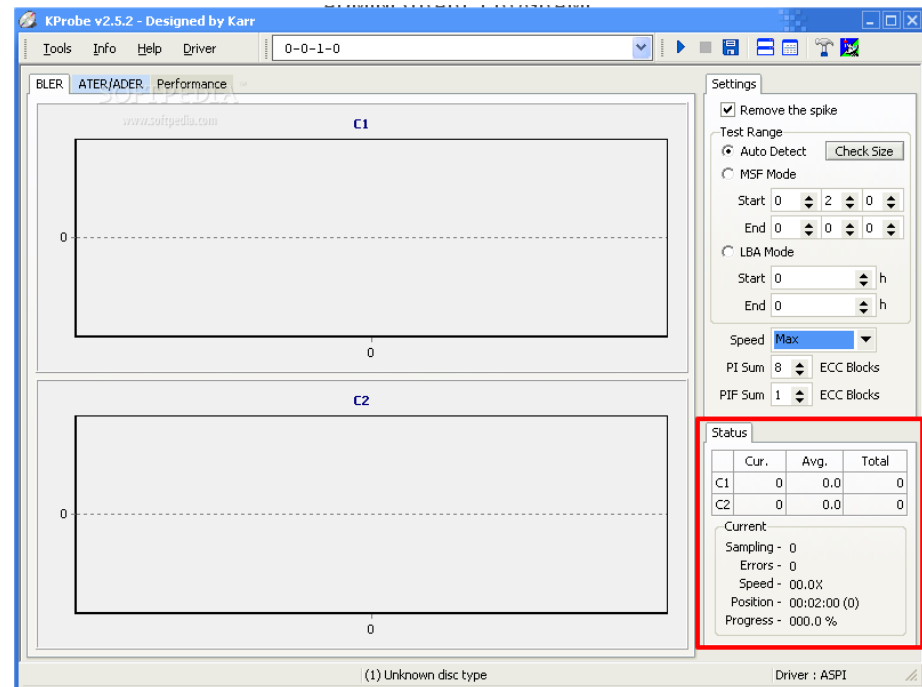 KProbe v2.5.2 - Designed by Karr
Tools Info Help Driver 0-0-1-0
BLER ATER/ADER Performance
SOFTPEDIA
www.softpedia.com
C1
0
0
C2
0
0
Settings
Remove the spike
Test Range
Auto Detect Check Size
MSF Mode
Start 0 2 0
End 0 0 0
LBA Mode
Start 0 h
End 0 h
Speed Max
PI Sum 8 ECC Blocks
PIF Sum 1 ECC Blocks
Status
Cur. Avg. Total
C1 0 0.0 0
C2 0 0.0 0
Current
Sampling - 0
Errors - 0
Speed - 00.0X
Position - 00:02:00 (0)
Progress - 000.0 %
(1) Unknown disc type Driver : ASPI